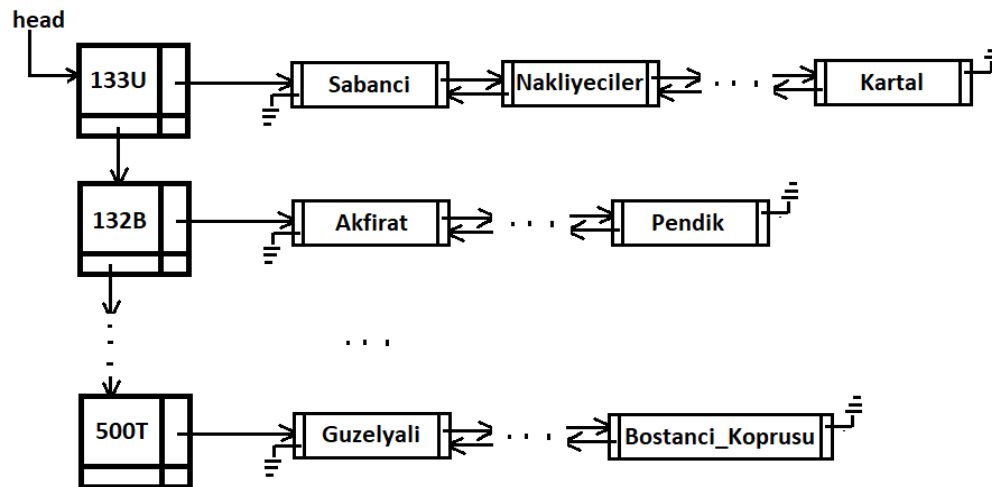 head
133U Sabanci Nakliyeciler . . . Kartal
132B Akfirat . . . Pendik
. . .
500T Guzelyali . . . Bostanci_Koprusu